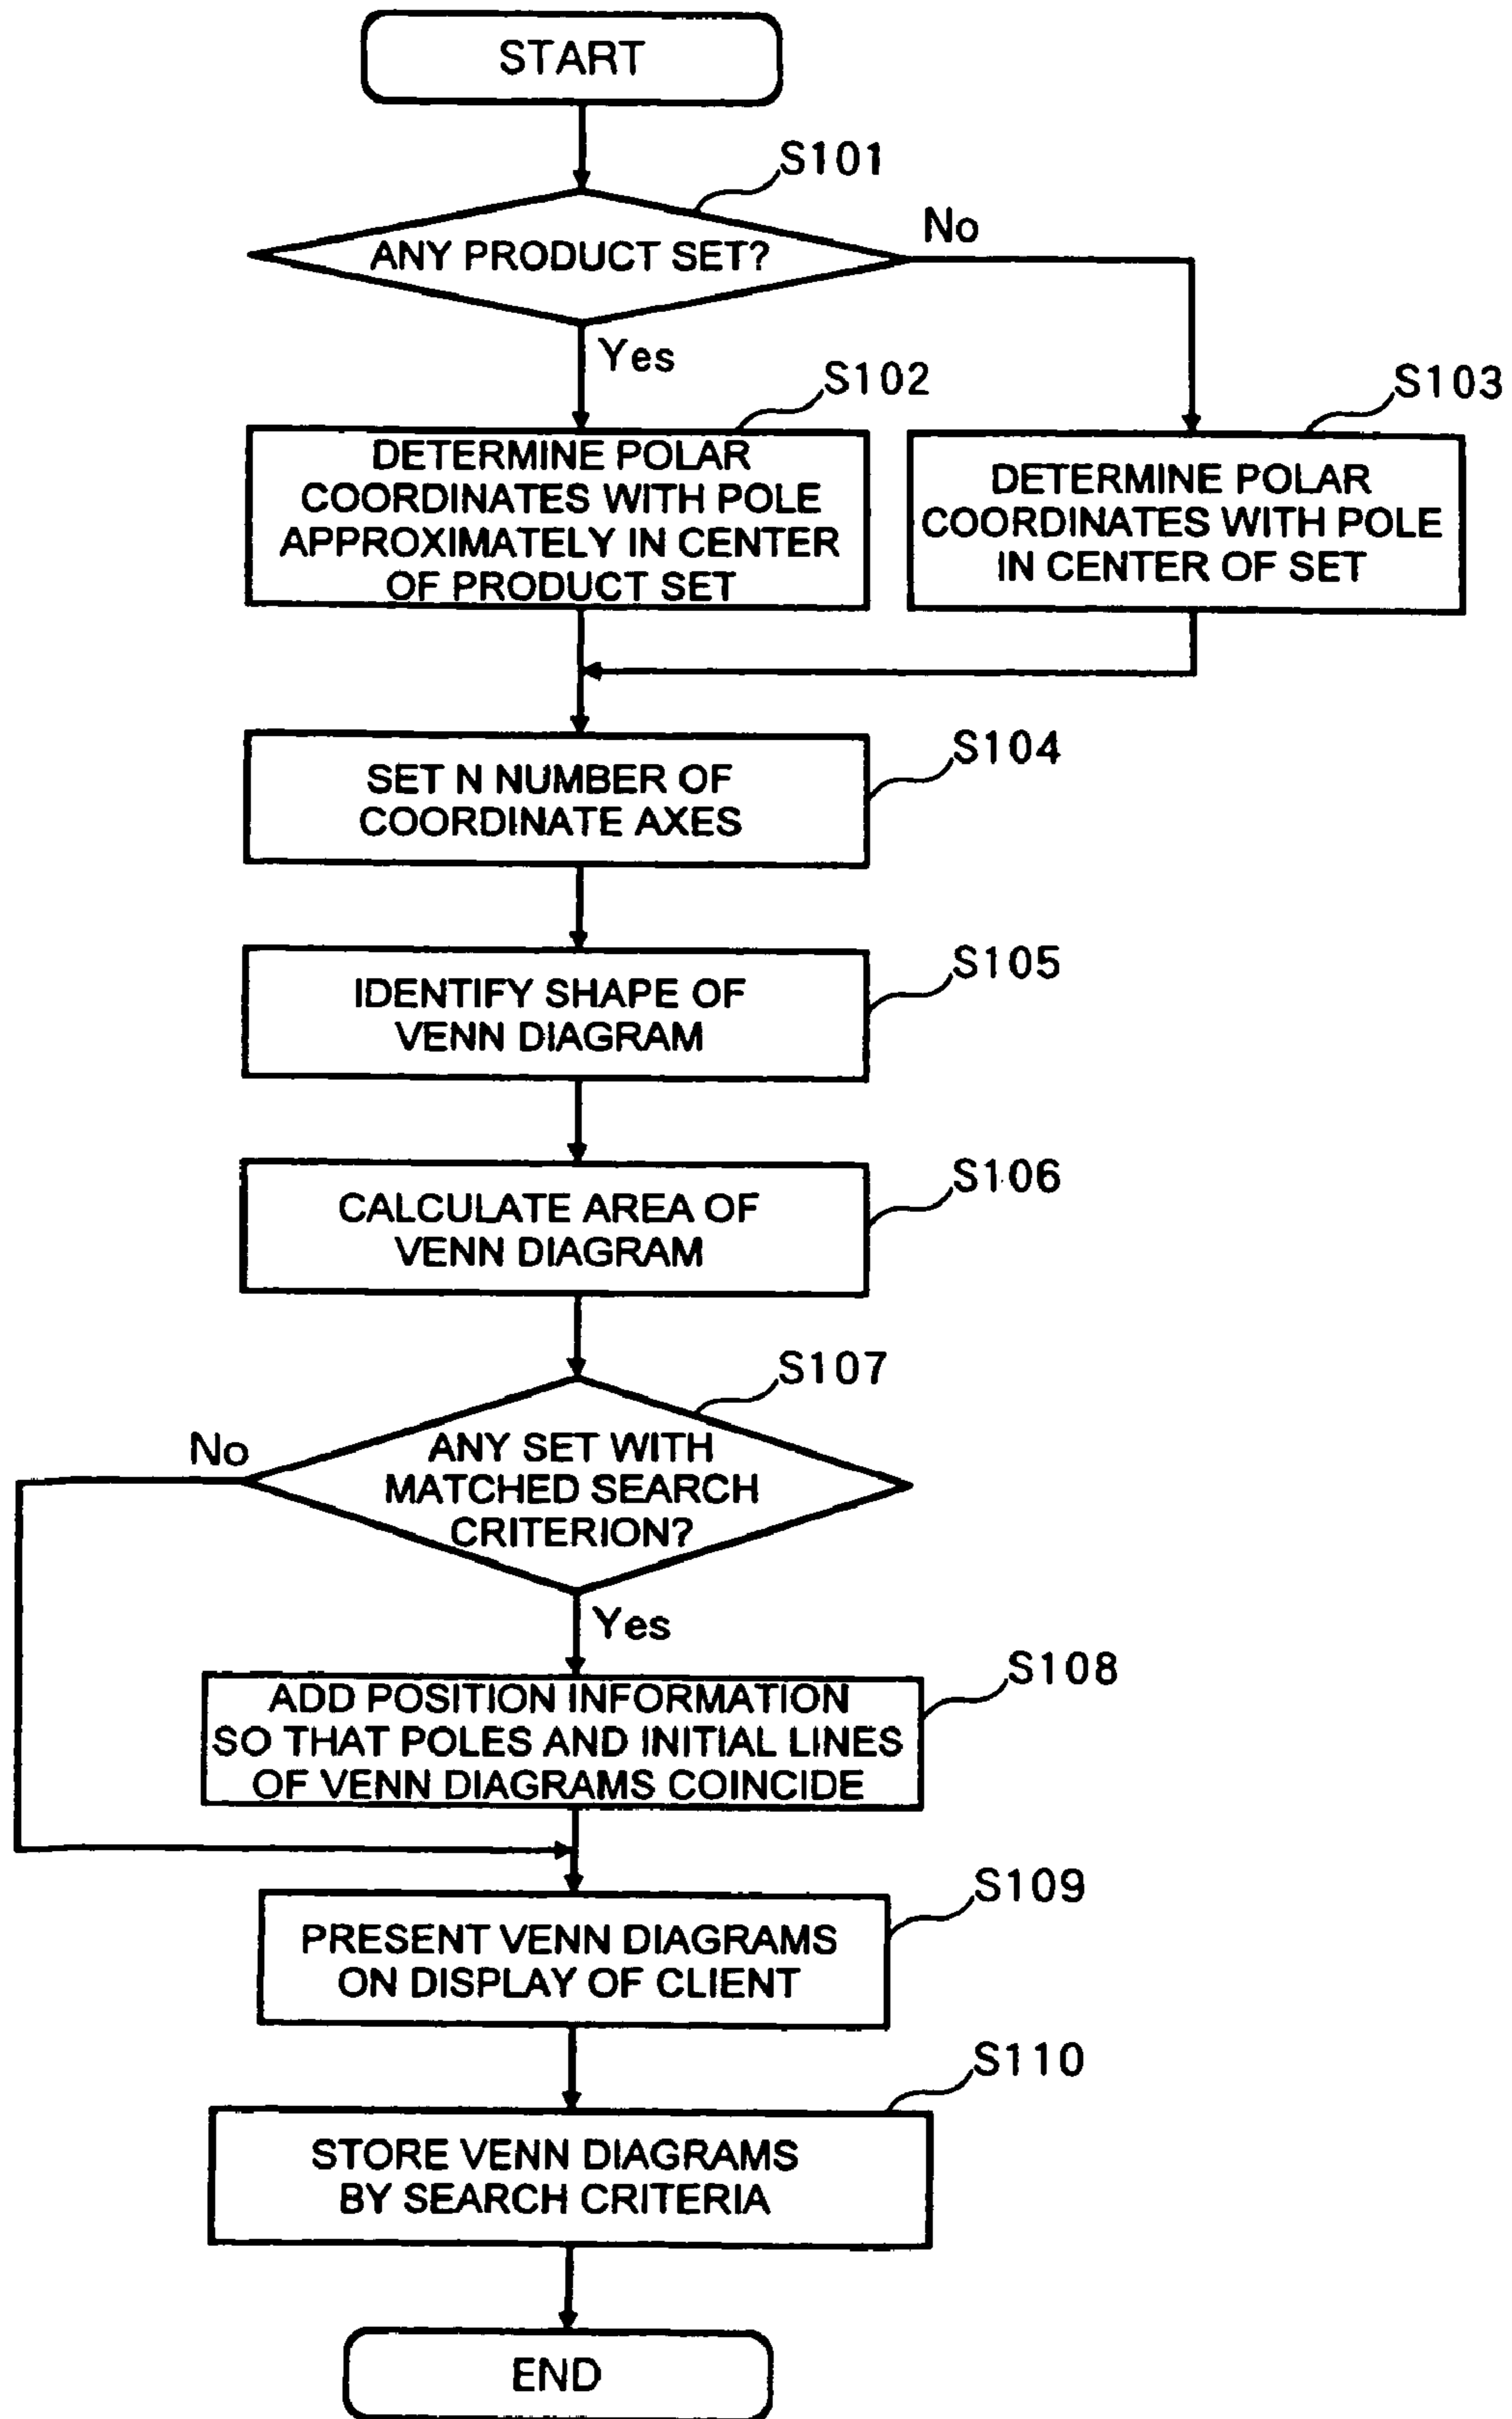 START
S101
ANY PRODUCT SET?
No
Yes
S102
DETERMINE POLAR
COORDINATES WITH POLE
APPROXIMATELY IN CENTER
OF PRODUCT SET
S103
DETERMINE POLAR
COORDINATES WITH POLE
IN CENTER OF SET
S104
SET N NUMBER OF
COORDINATE AXES
S105
IDENTIFY SHAPE OF
VENN DIAGRAM
S106
CALCULATE AREA OF
VENN DIAGRAM
S107
No
ANY SET WITH
MATCHED SEARCH
CRITERION?
Yes
S108
ADD POSITION INFORMATION
SO THAT POLES AND INITIAL LINES
OF VENN DIAGRAMS COINCIDE
S109
PRESENT VENN DIAGRAMS
ON DISPLAY OF CLIENT
S110
STORE VENN DIAGRAMS
BY SEARCH CRITERIA
END